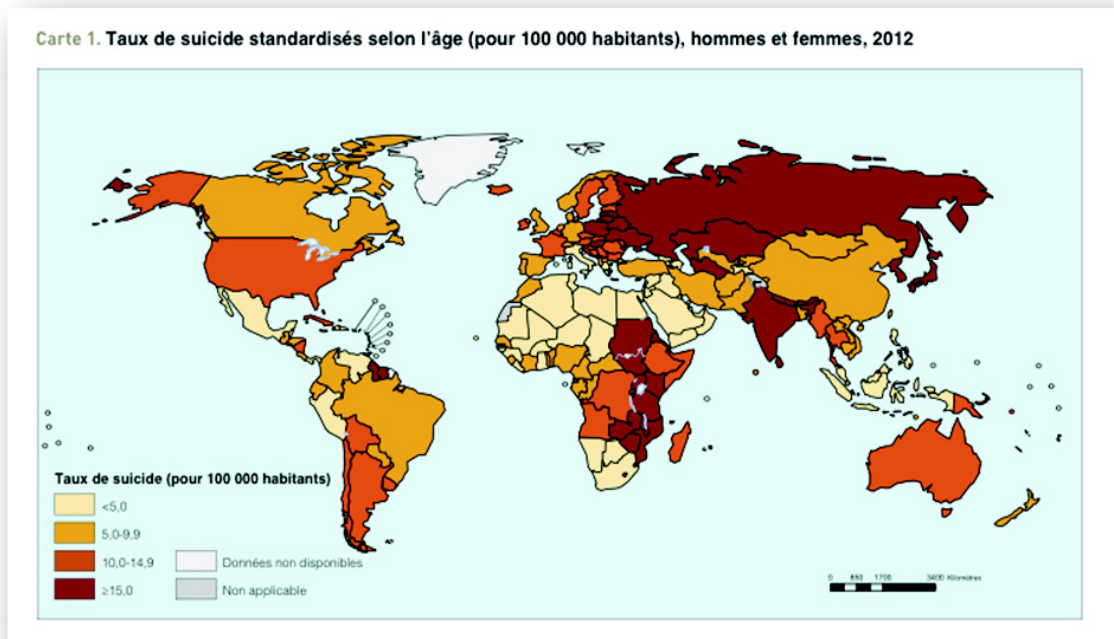 Carte 1. Taux de suicide standardisés selon l'âge (pour 100 000 habitants), hommes et femmes, 2012
Taux de suicide (pour 100 000 habitants)
<5,0
5,0-9,9
10,0-14,9
Données non disponibles
≥15,0
Non applicable
0 850 1700 3400 Kilomètres